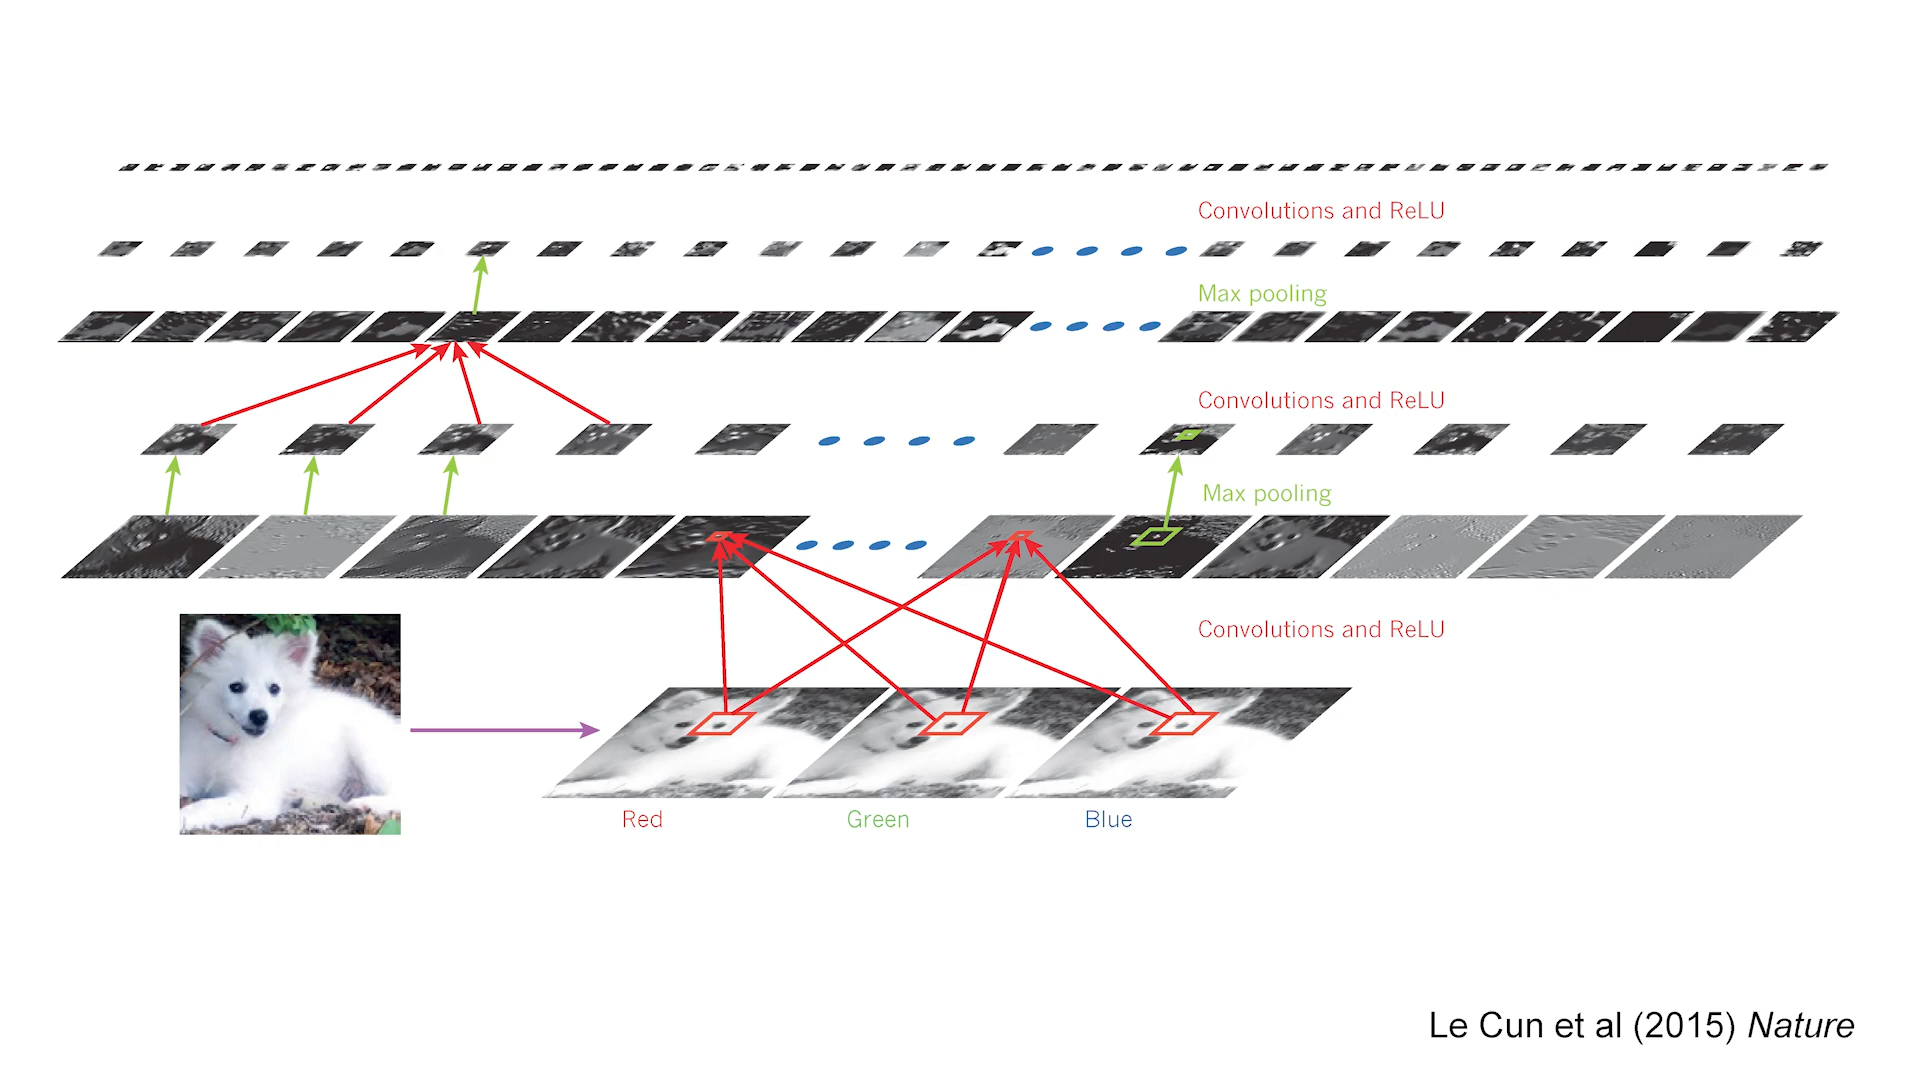 Convolutions and ReLU
Max pooling
Convolutions and ReLU
Max pooling
Convolutions and ReLU
Red
Green
Blue
Le Cun et al (2015) Nature